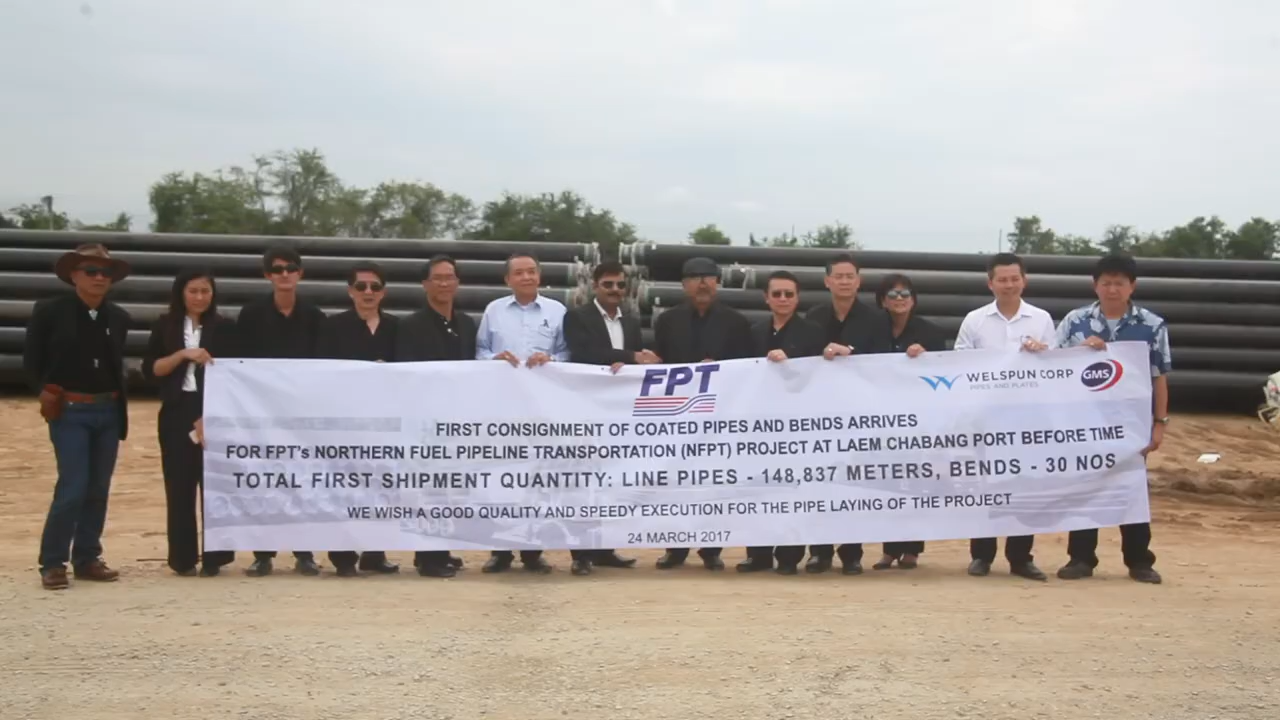 FPT
WELSPUN CORP
PIPES AND PLATES
GMS
FIRST CONSIGNMENT OF COATED PIPES AND BENDS ARRIVES
FOR FPT's NORTHERN FUEL PIPELINE TRANSPORTATION (NFPT) PROJECT AT LAEM CHABANG PORT BEFORE TIME
TOTAL FIRST SHIPMENT QUANTITY: LINE PIPES - 148,837 METERS, BENDS - 30 NOS
WE WISH A GOOD QUALITY AND SPEEDY EXECUTION FOR THE PIPE LAYING OF THE PROJECT
24 MARCH 2017